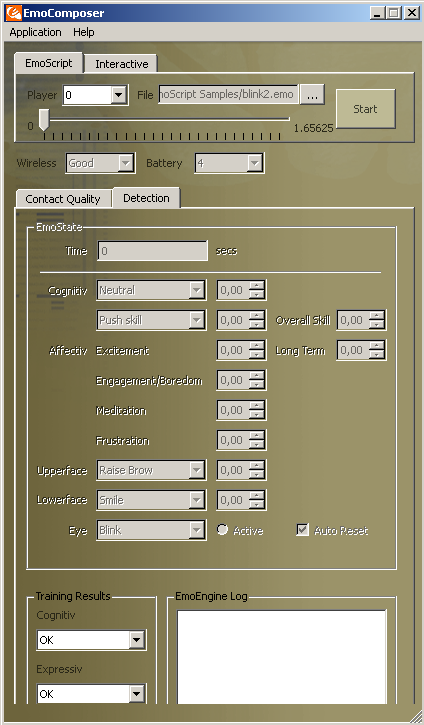 EmoComposer
Application Help
EmoScript Interactive
Player 0 File noScript Samples/blink2.emo ... Start
0 1.65625
Wireless Good Battery 4
Contact Quality Detection
EmoState
Time 0 secs
Cognitiv Neutral 0,00
Push skill 0,00 Overall Skill 0,00
Affectiv Excitement 0,00 Long Term 0,00
Engagement/Boredom 0,00
Meditation 0,00
Frustration 0,00
Upperface Raise Brow 0,00
Lowerface Smile 0,00
Eye Blink Active Auto Reset
Training Results EmoEngine Log
Cognitiv
OK
Expressiv
OK